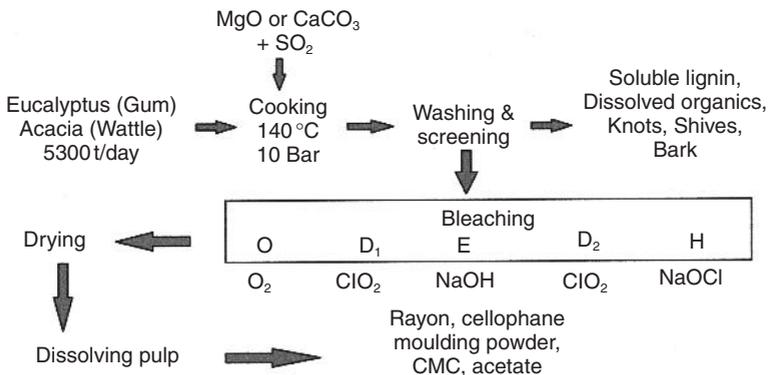 MgO or CaCO₃
+ SO₂
Eucalyptus (Gum)
Acacia (Wattle)
5300 t/day
Cooking
140 °C
10 Bar
Washing &
screening
Soluble lignin,
Dissolved organics,
Knots, Shives,
Bark
Bleaching
O D₁ E D₂ H
O₂ ClO₂ NaOH ClO₂ NaOCl
Drying
Dissolving pulp
Rayon, cellophane
moulding powder,
CMC, acetate